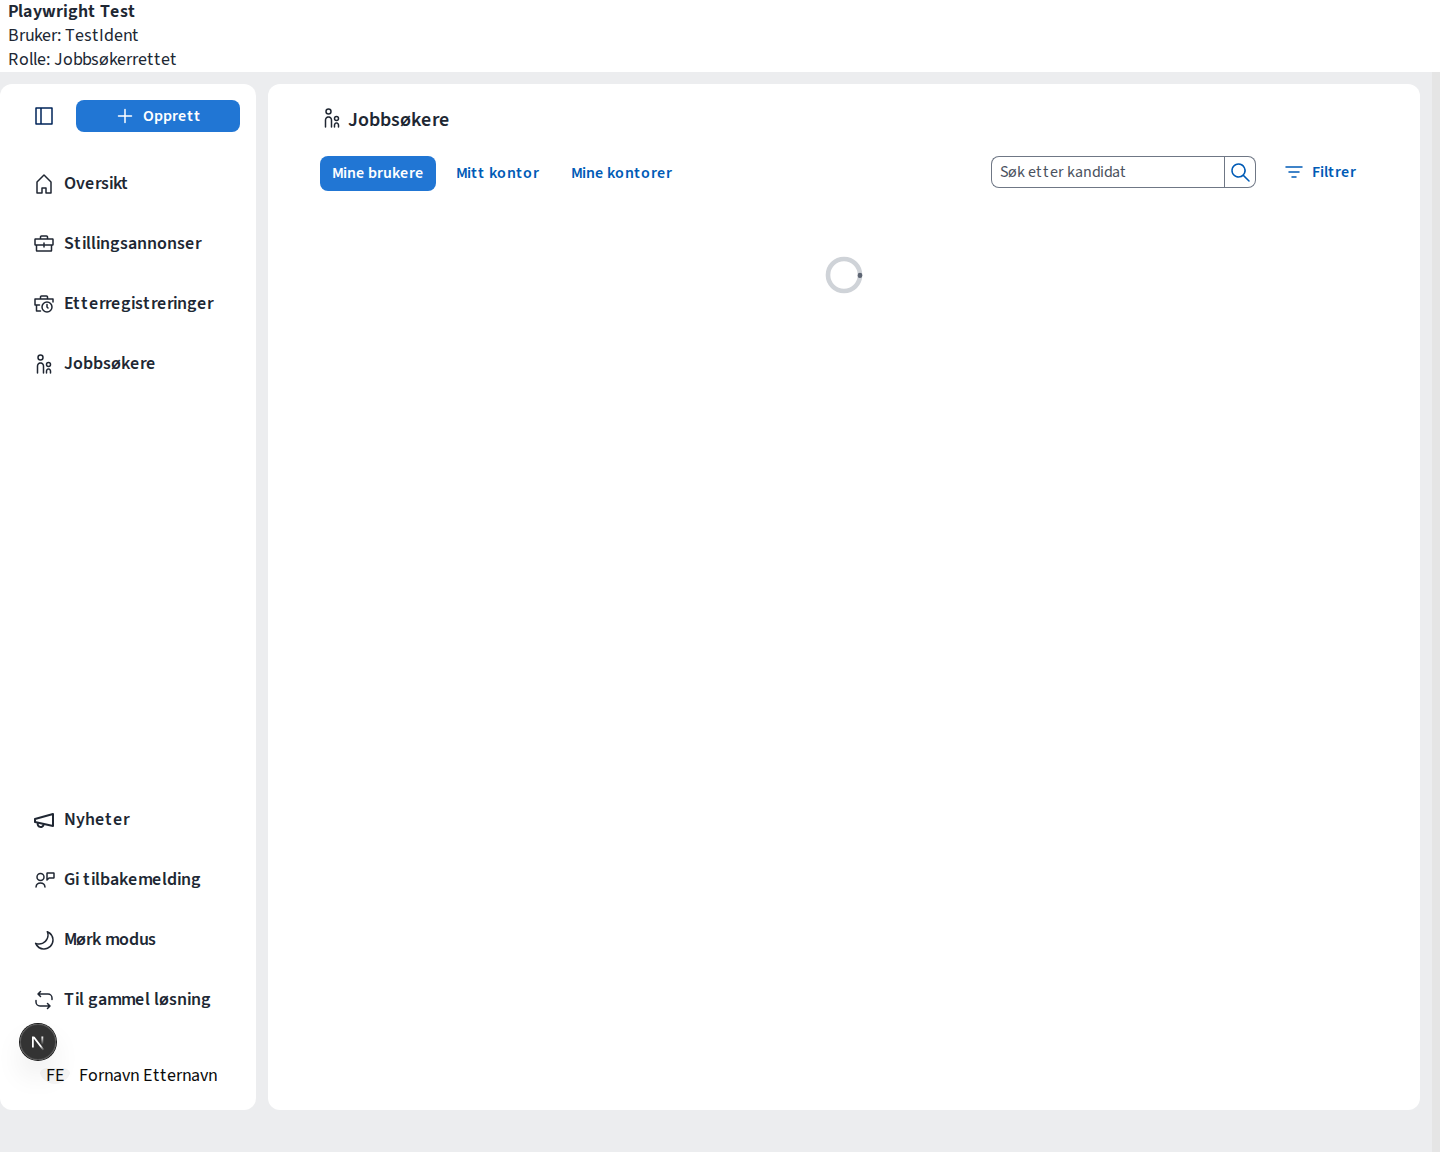 Playwright Test
Bruker: TestIdent
Rolle: Jobbsøkerrettet
Opprett
Oversikt
Stillingsannonser
Etterregistreringer
Jobbsøkere
Nyheter
Gi tilbakemelding
Mørk modus
Til gammel løsning
N
FE Fornavn Etternavn
Jobbsøkere
Mine brukere Mitt kontor Mine kontorer
Søk etter kandidat
Filtrer